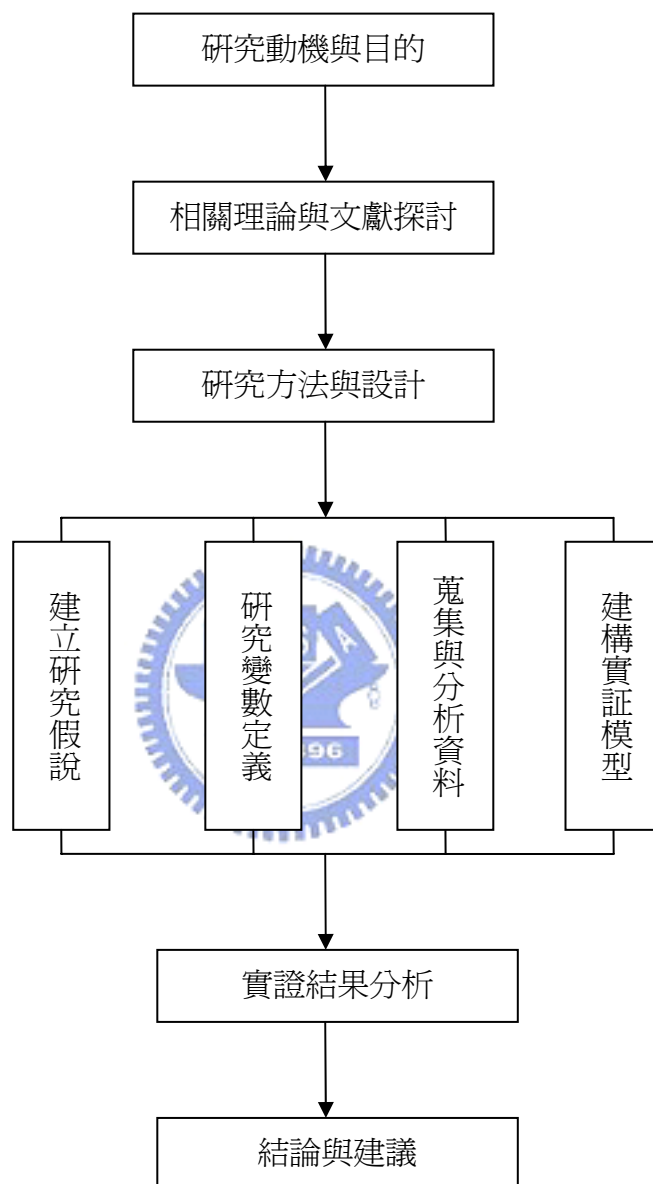 研究動機與目的
相關理論與文獻探討
研究方法與設計
建立研究假說
研究變數定義
蒐集與分析資料
建構實証模型
實證結果分析
結論與建議